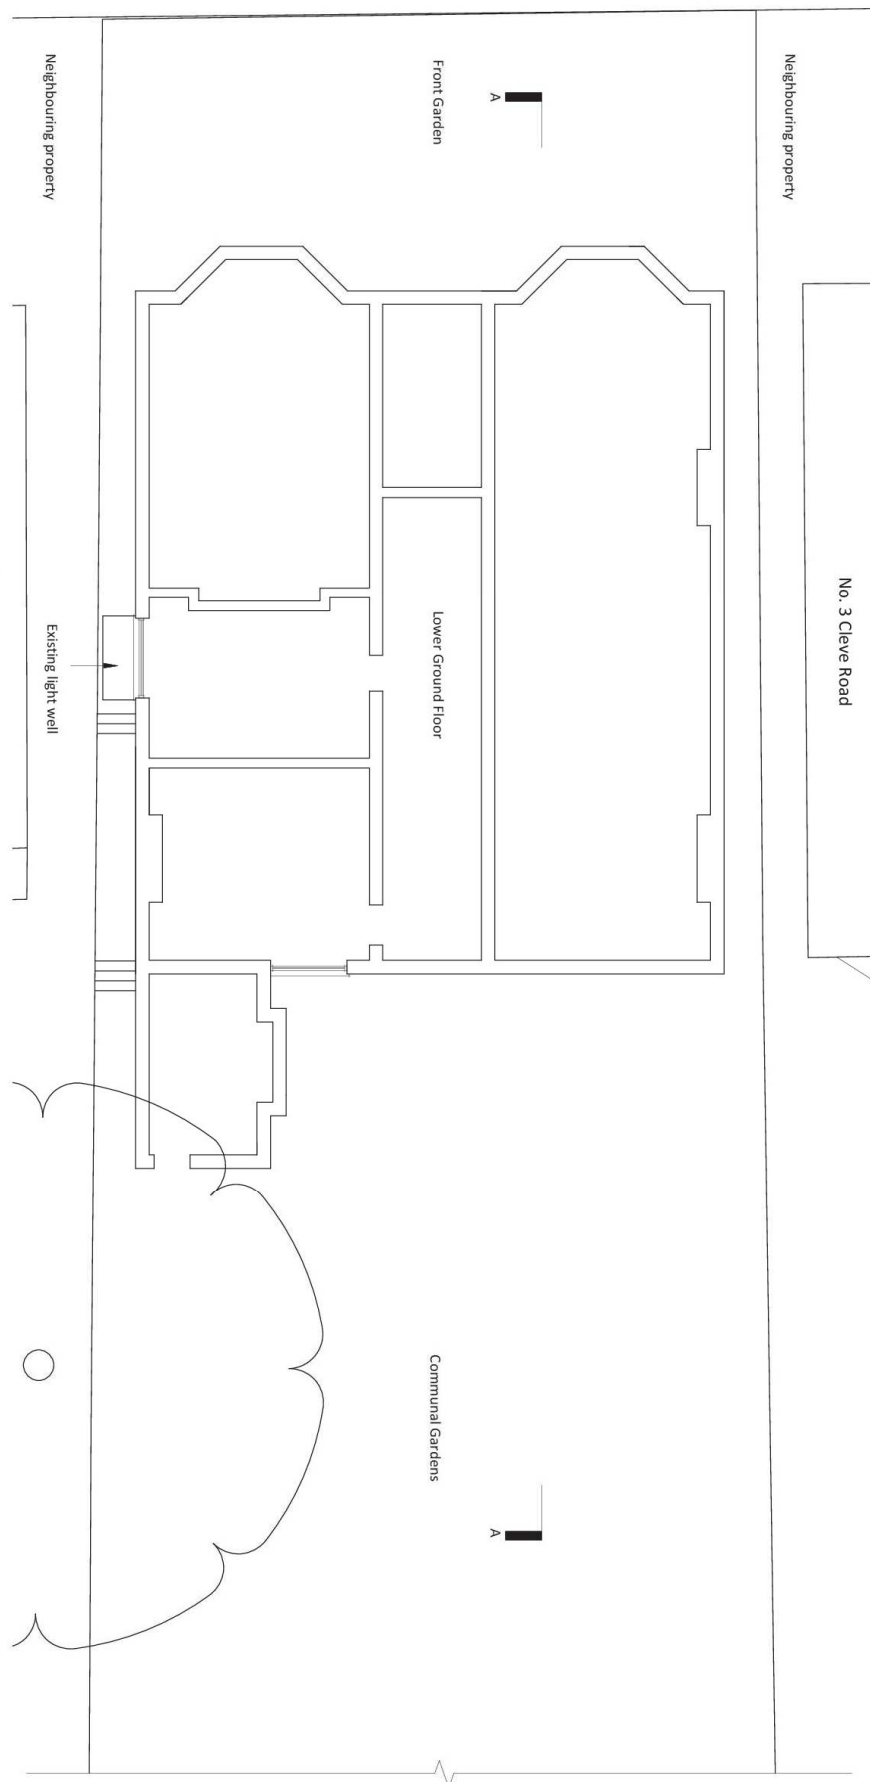 Neighbouring property
Front Garden
A
Neighbouring property
No. 3 Cleve Road
Lower Ground Floor
Existing light well
Communal Gardens
A